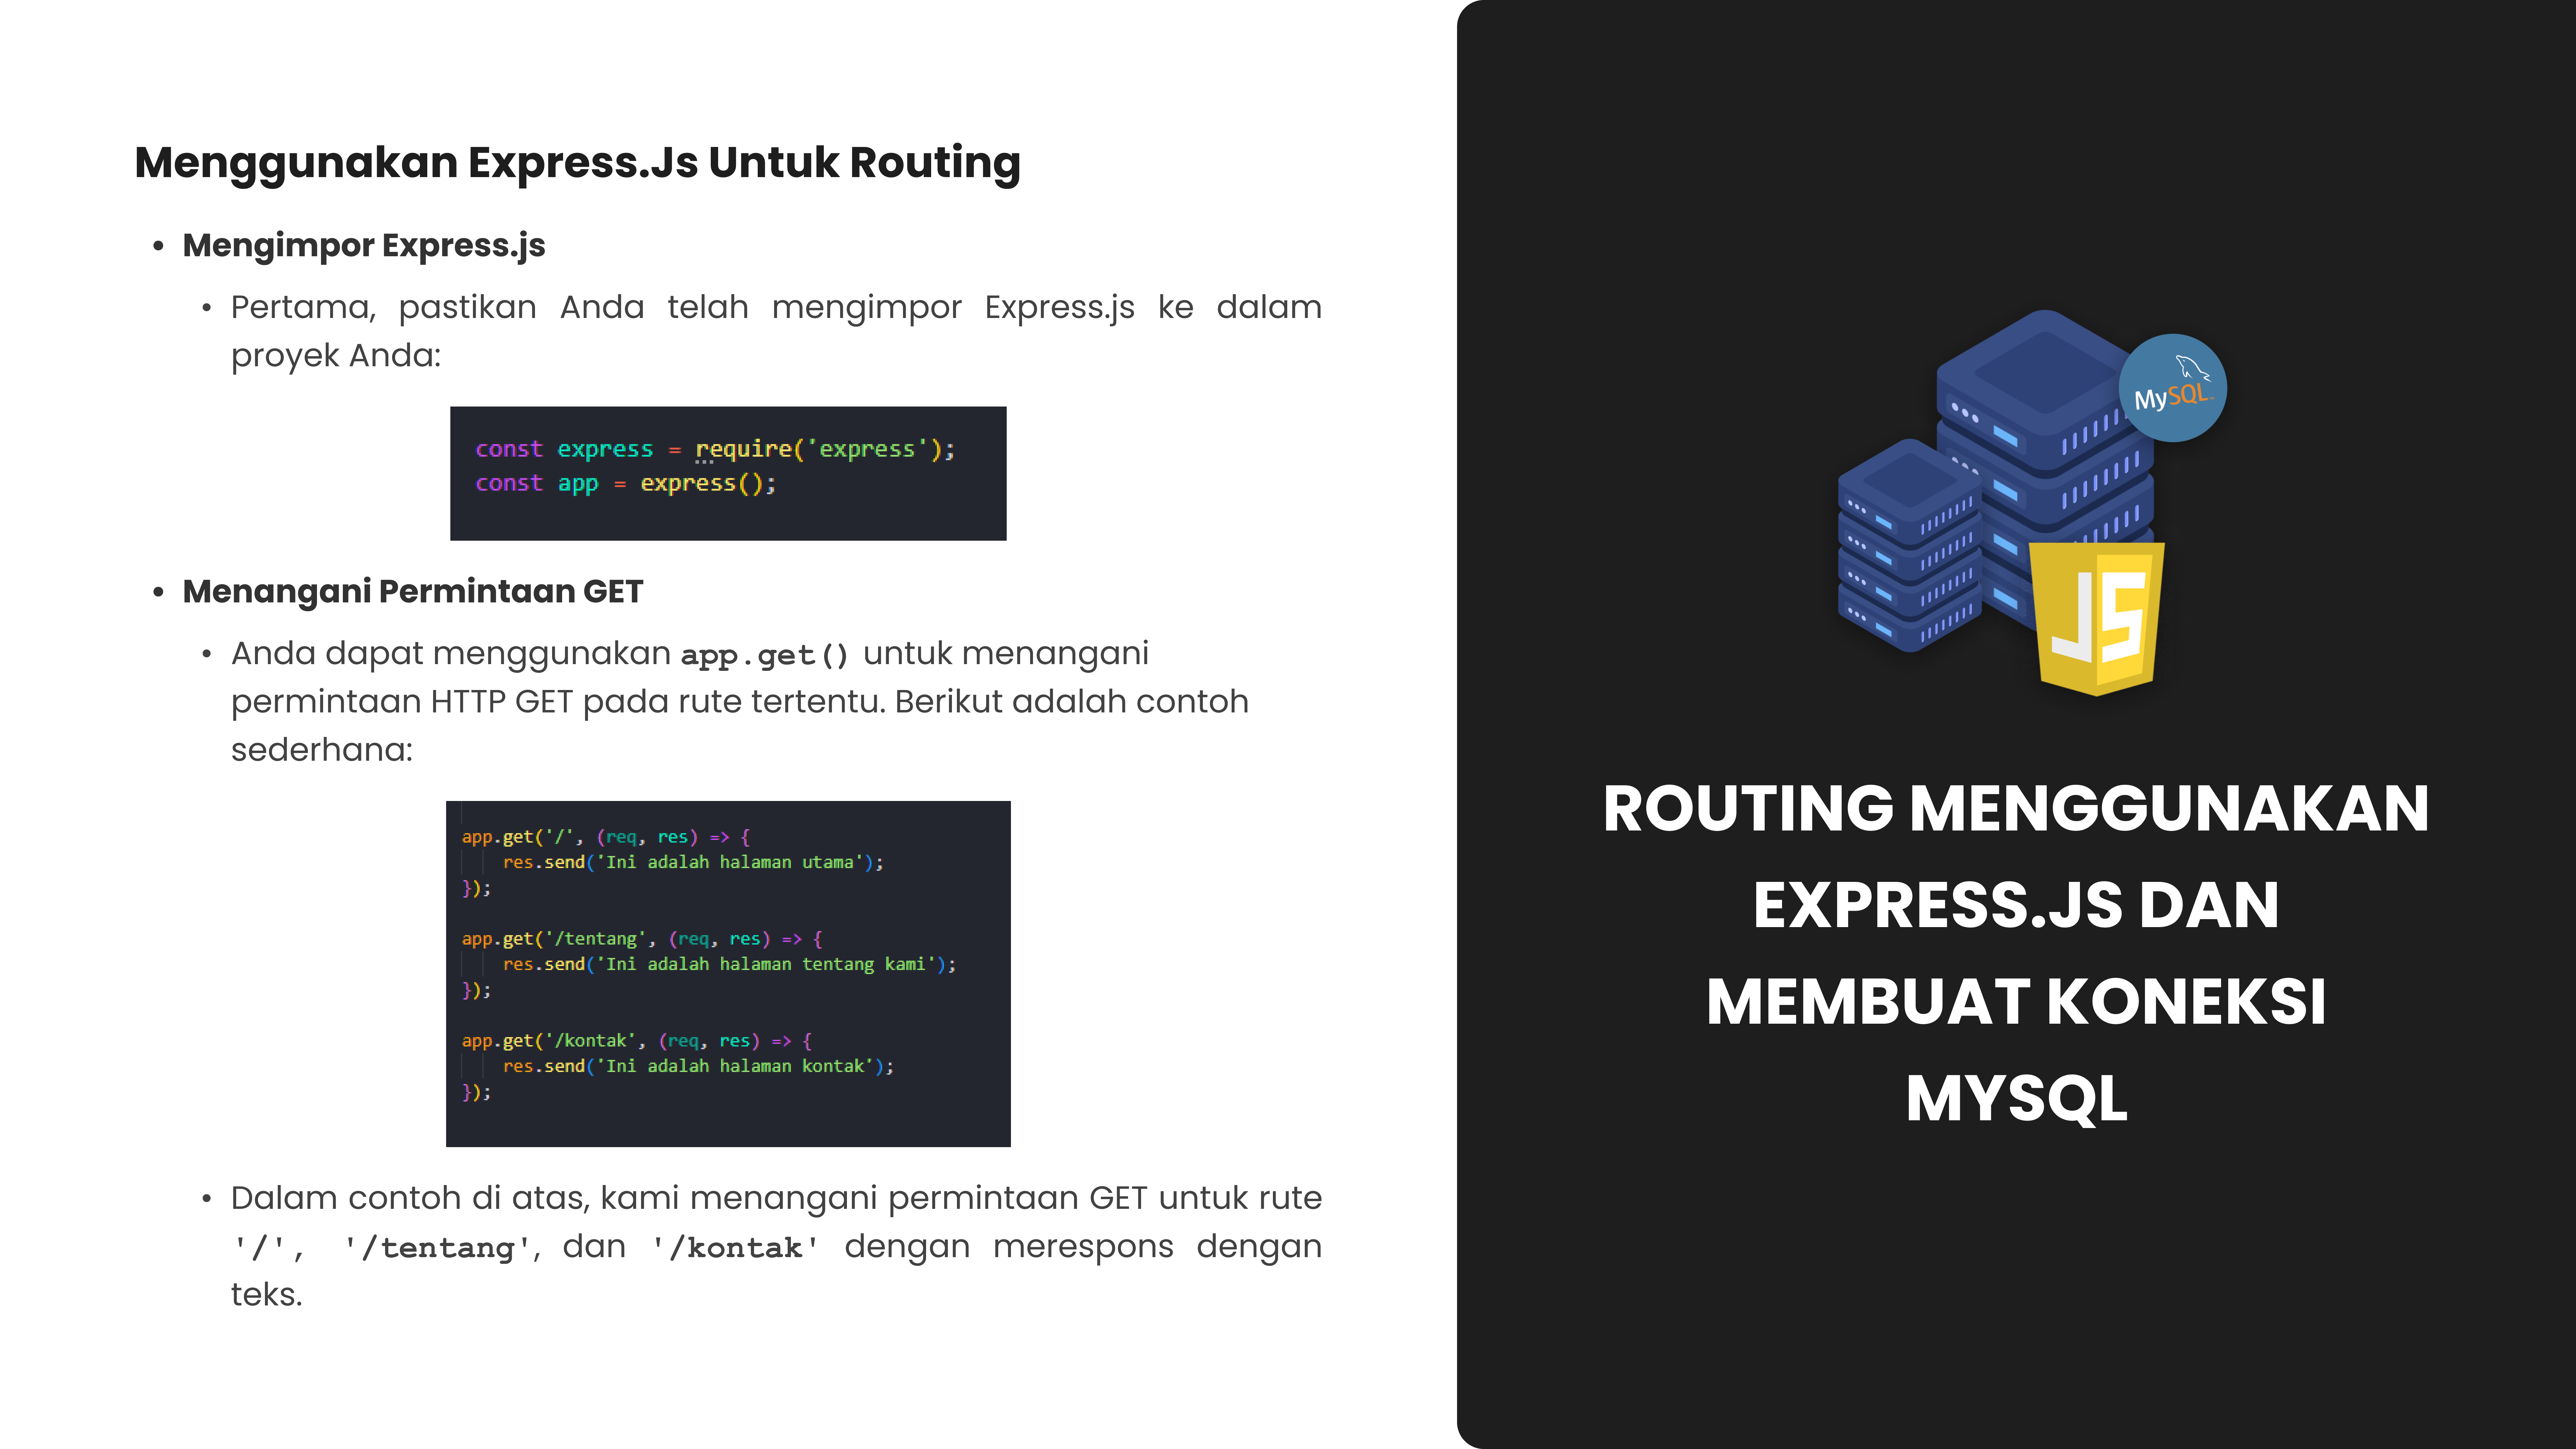 Menggunakan Express.Js Untuk Routing
• Mengimpor Express.js
• Pertama, pastikan Anda telah mengimpor Express.js ke dalam
proyek Anda:
const express = require('express');
const app = express();
• Menangani Permintaan GET
• Anda dapat menggunakan app.get() untuk menangani
permintaan HTTP GET pada rute tertentu. Berikut adalah contoh
sederhana:
app.get('/', (req, res) => {
    res.send('Ini adalah halaman utama');
});
app.get('/tentang', (req, res) => {
    res.send('Ini adalah halaman tentang kami');
});
app.get('/kontak', (req, res) => {
    res.send('Ini adalah halaman kontak');
});
• Dalam contoh di atas, kami menangani permintaan GET untuk rute
'/', '/tentang', dan '/kontak' dengan merespons dengan
teks.
MySQL
JS
ROUTING MENGGUNAKAN
EXPRESS.JS DAN
MEMBUAT KONEKSI
MYSQL